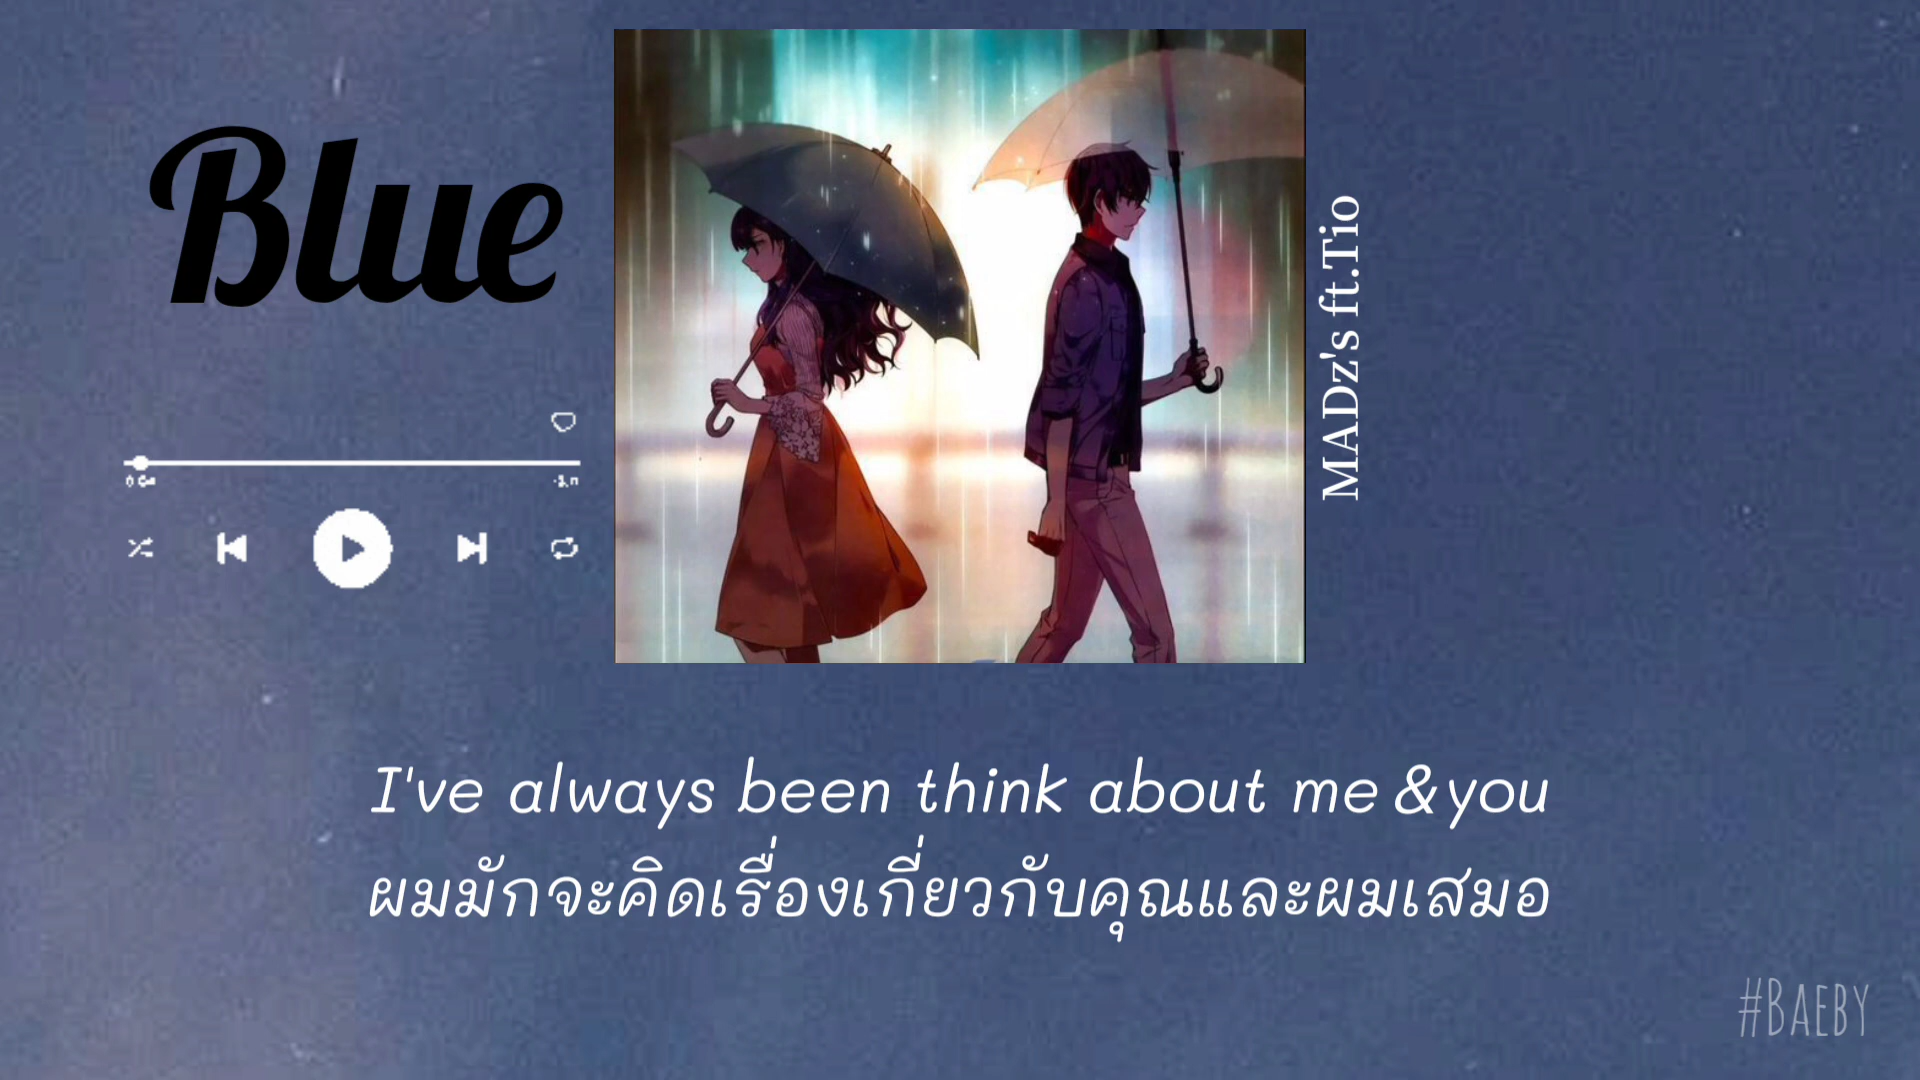 Blue
MADz's ft.Tio
I've always been think about me &you
ผมมักจะคิดเรื่องเกี่ยวกับคุณและผมเสมอ
#BAEBY